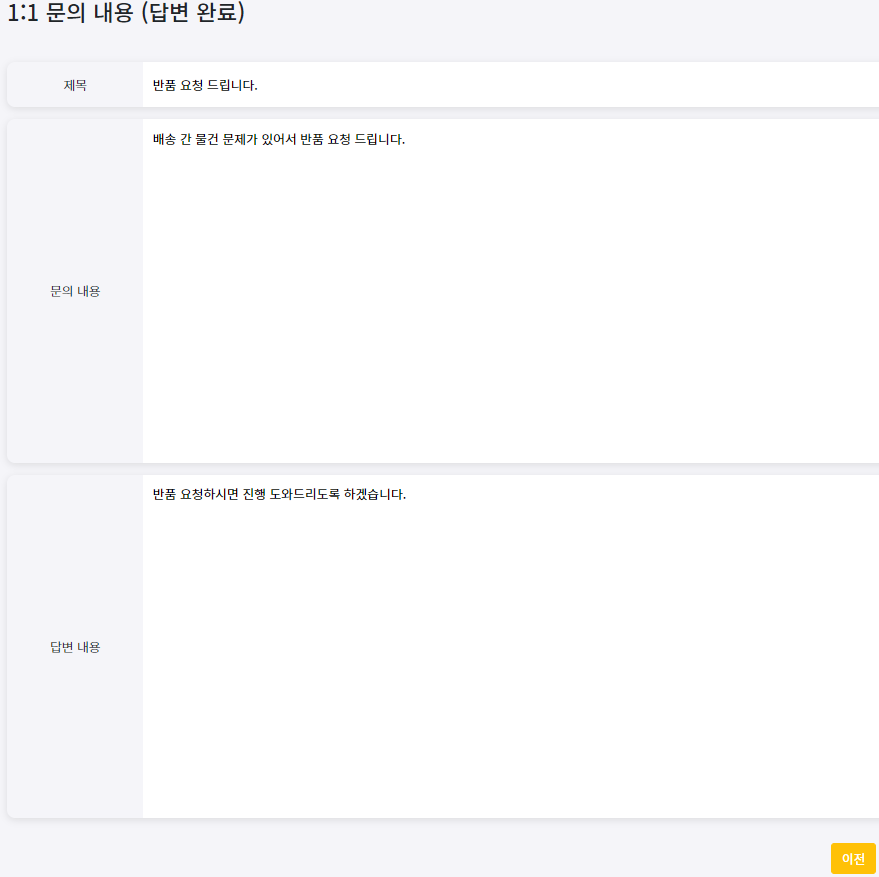 1:1 문의 내용 (답변 완료)
제목
반품 요청 드립니다.
문의 내용
배송 간 물건 문제가 있어서 반품 요청 드립니다.
답변 내용
반품 요청하시면 진행 도와드리도록 하겠습니다.
이전